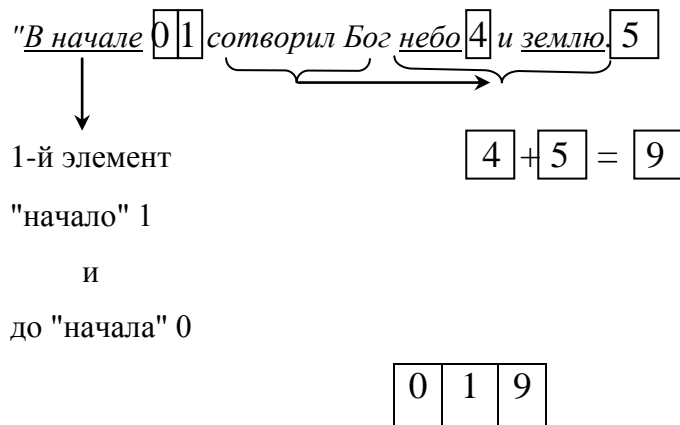 "В начале 0 1 сотворил Бог небо 4 и землю. 5
1-й элемент
4 + 5 = 9
"начало" 1
и
до "начала" 0
0 1 9